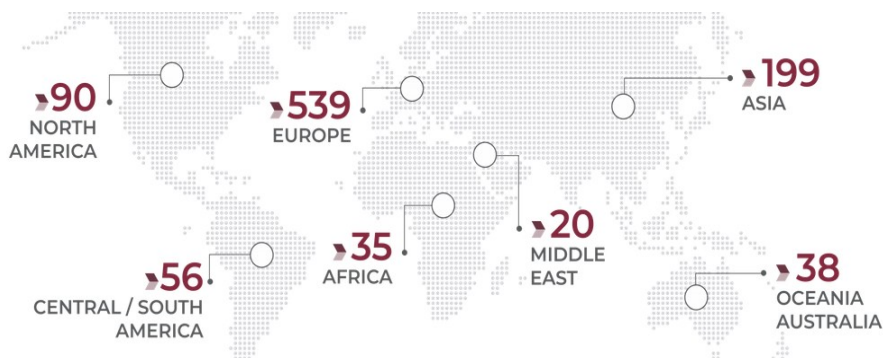 90
NORTH
AMERICA
539
EUROPE
199
ASIA
56
CENTRAL / SOUTH
AMERICA
35
AFRICA
20
MIDDLE
EAST
38
OCEANIA
AUSTRALIA